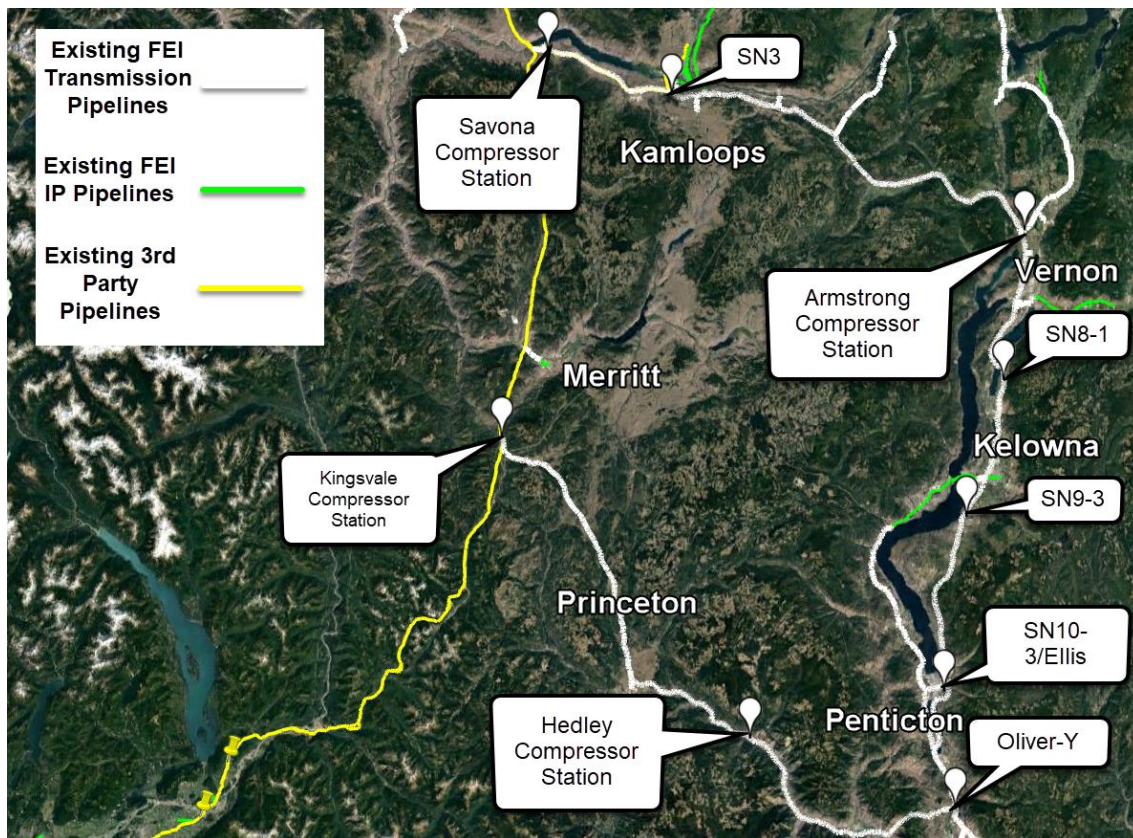 Existing FEI
Transmission
Pipelines
Existing FEI
IP Pipelines
Existing 3rd
Party
Pipelines
SN3
Savona
Compressor
Station
Kamloops
Vernon
Armstrong
Compressor
Station
SN8-1
Merritt
Kelowna
Kingsvale
Compressor
Station
SN9-3
Princeton
SN10-
3/Ellis
Hedley
Compressor
Station
Penticton
Oliver-Y